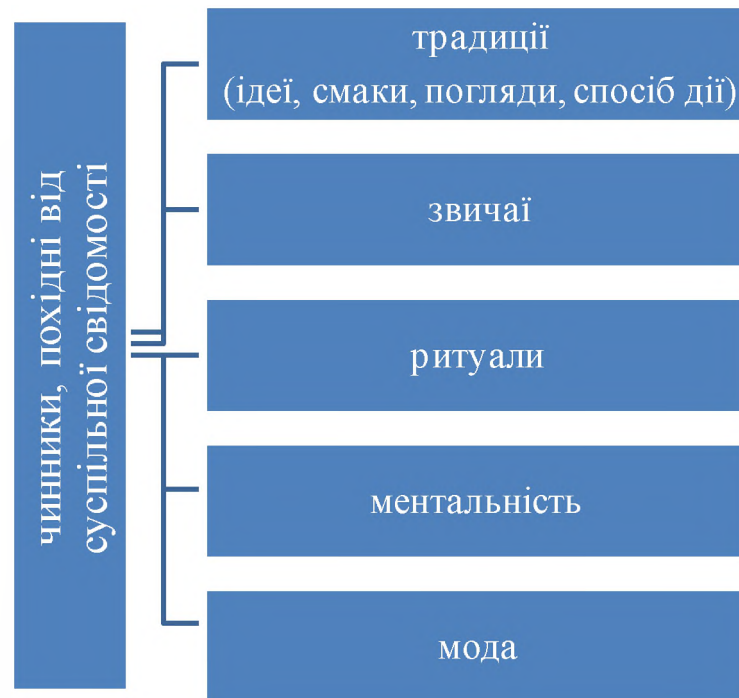 чинники, похідні від
суспільної свідомості
традиції
(ідеї, смаки, погляди, спосіб дії)
звичаї
ритуали
ментальність
мода